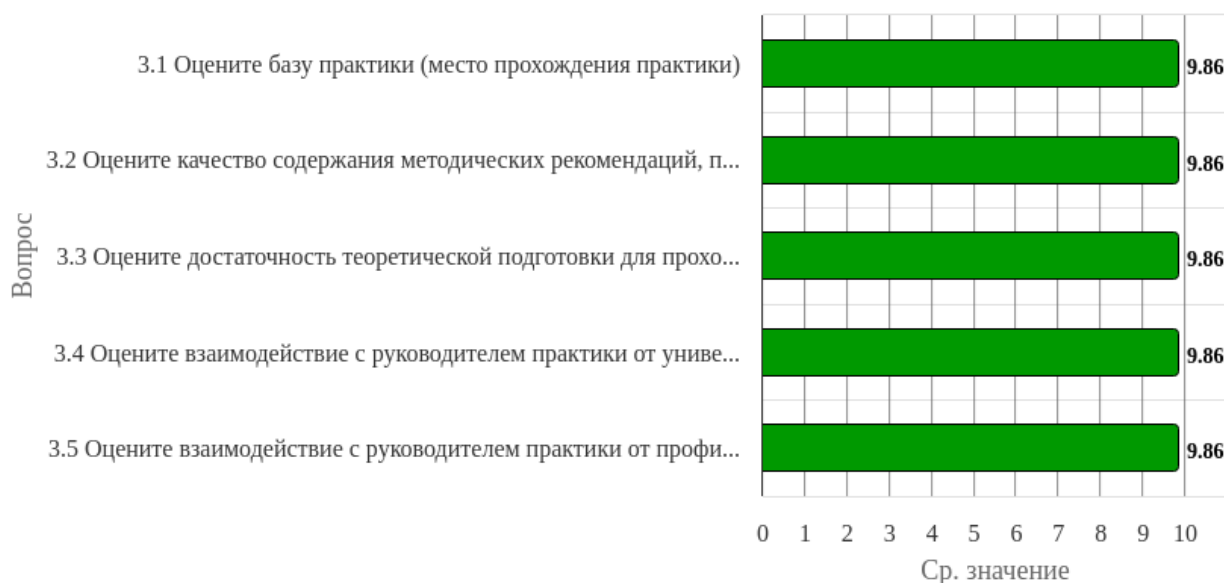 3.1 Оцените базу практики (место прохождения практики)
9.86
3.2 Оцените качество содержания методических рекомендаций, п...
9.86
3.3 Оцените достаточность теоретической подготовки для прохо...
9.86
3.4 Оцените взаимодействие с руководителем практики от униве...
9.86
3.5 Оцените взаимодействие с руководителем практики от профи...
9.86
Вопрос
0 1 2 3 4 5 6 7 8 9 10
Ср. значение